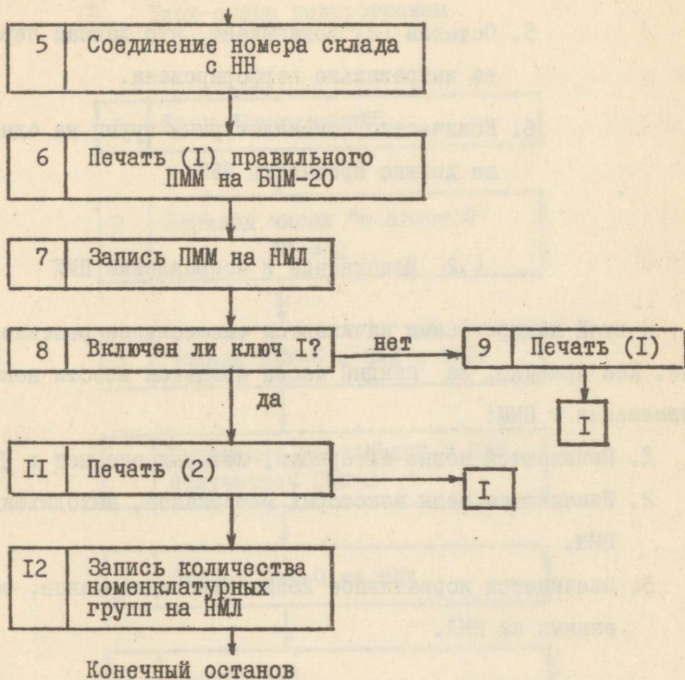 5 Соединение номера склада
с НН
6 Печать (I) правильного
ПММ на БПМ-20
7 Запись ПММ на НМЛ
8 Включен ли ключ I?
нет
9 Печать (I)
I
да
II Печать (2)
I
I2 Запись количества
номенклатурных
групп на НМЛ
Конечный останов